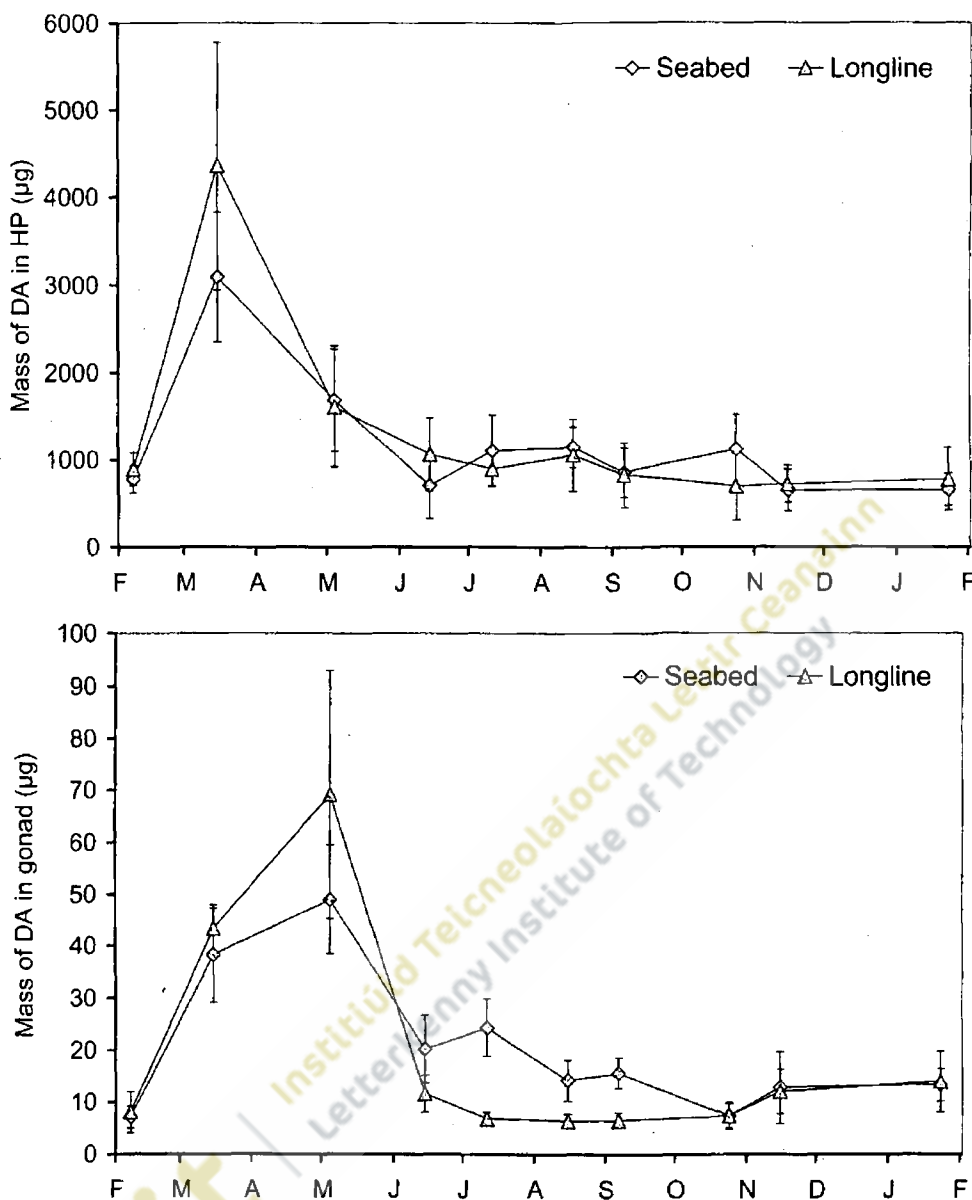 Mass of DA in HP (µg)
6000
5000
4000
3000
2000
1000
0
Seabed Longline
F M A M J J A S O N D J F
Mass of DA in gonad (µg)
100
90
80
70
60
50
40
30
20
10
0
Seabed Longline
F M A M J J A S O N D J F
Institiúid Teicneolaíochta Leitir Ceanainn
Letterkenny Institute of Technology